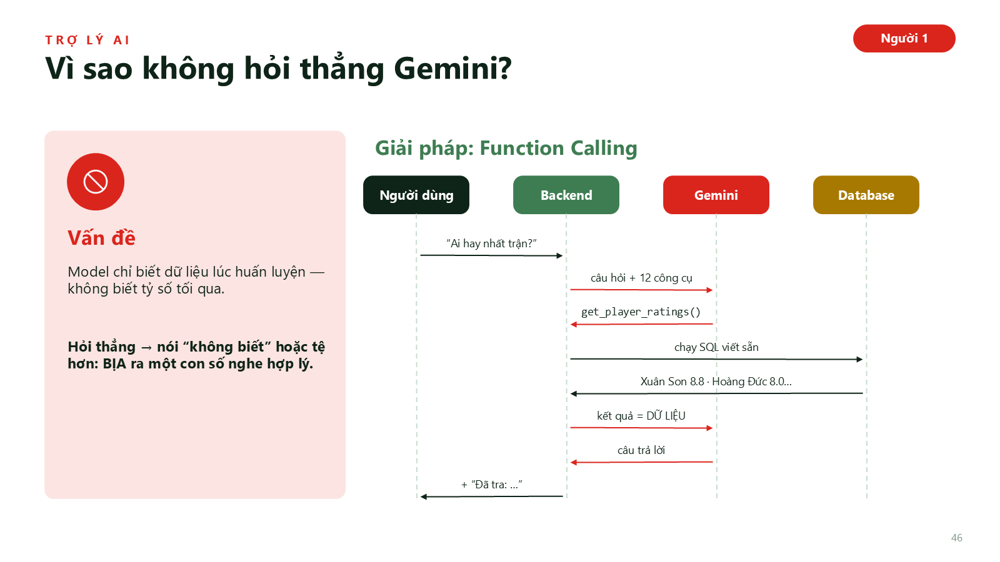 TRỢ LÝ AI
Vì sao không hỏi thẳng Gemini?
Người 1
Vấn đề
Model chỉ biết dữ liệu lúc huấn luyện —
không biết tỷ số tối qua.
Hỏi thẳng → nói “không biết” hoặc tệ
hơn: BỊA ra một con số nghe hợp lý.
Giải pháp: Function Calling
Người dùng
Backend
Gemini
Database
“Ai hay nhất trận?”
câu hỏi + 12 công cụ
get_player_ratings()
chạy SQL viết sẵn
Xuân Son 8.8 · Hoàng Đức 8.0...
kết quả = DỮ LIỆU
câu trả lời
+ “Đã tra: ...”
46